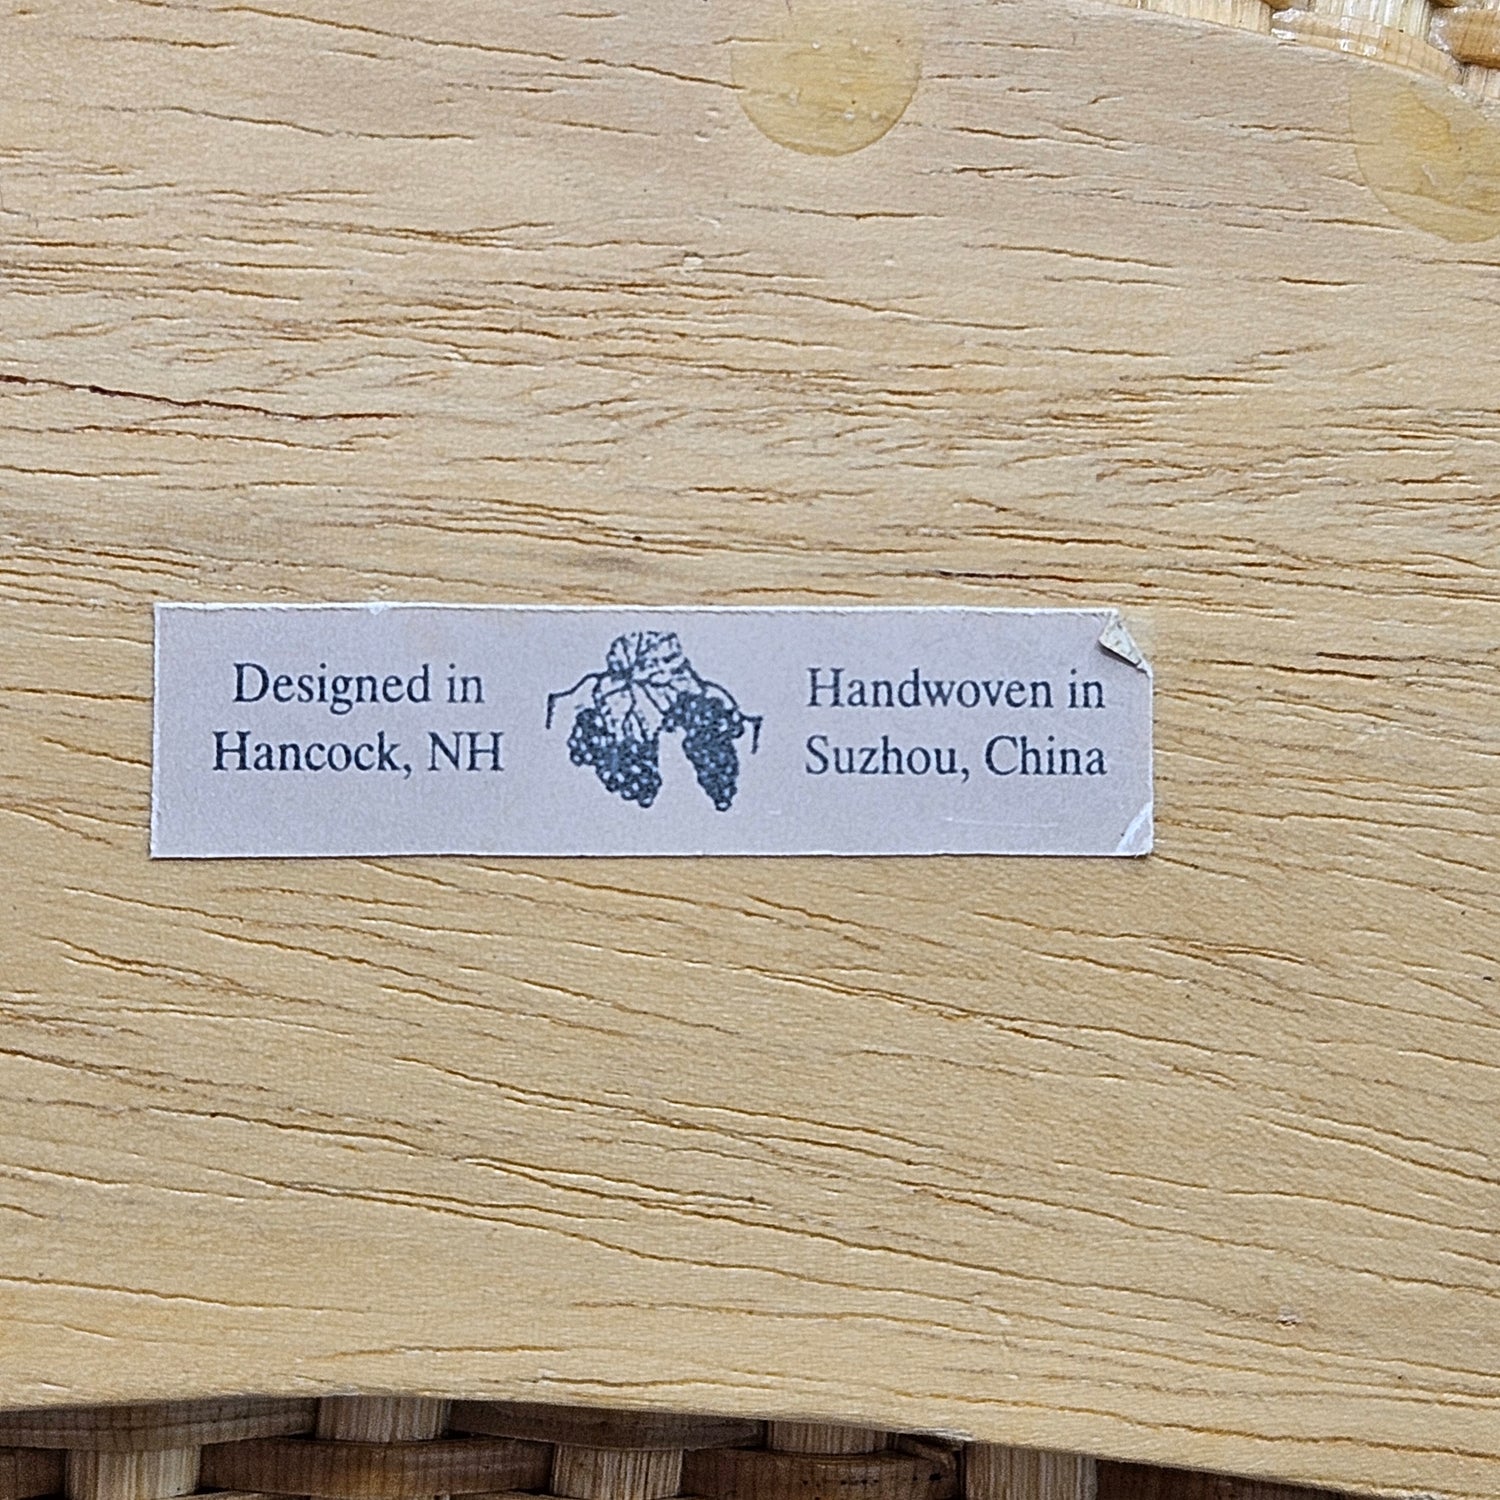 Designed in
Hancock, NH
Handwoven in
Suzhou, China